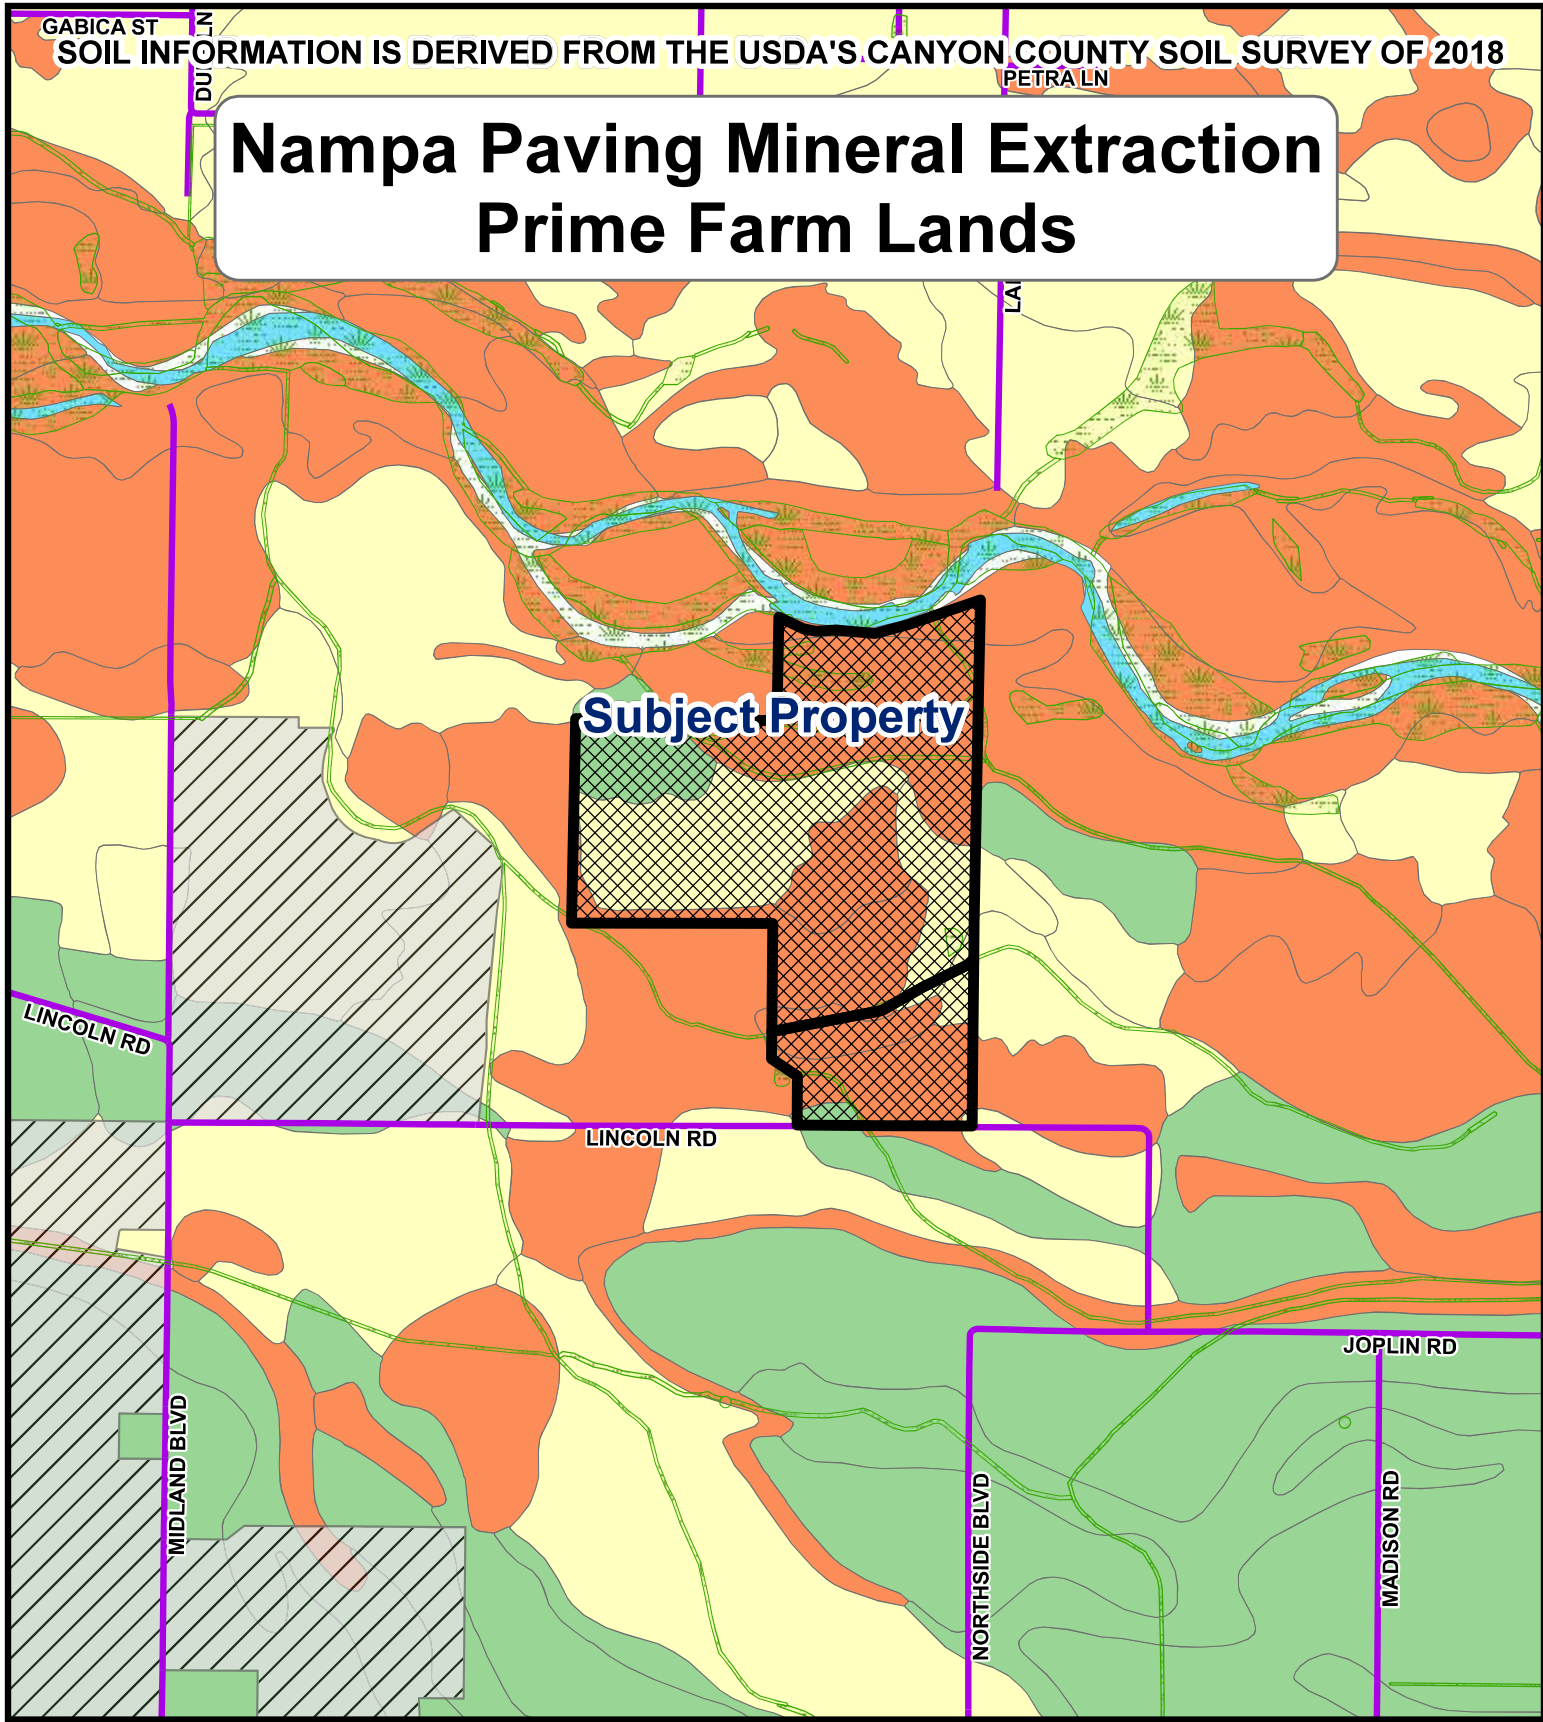 GABICA ST
SOIL INFORMATION IS DERIVED FROM THE USDA'S CANYON COUNTY SOIL SURVEY OF 2018
PETRA LN
Nampa Paving Mineral Extraction
Prime Farm Lands
Subject Property
LINCOLN RD
LINCOLN RD
JOPLIN RD
MIDLAND BLVD
NORTHSIDE BLVD
MADISON RD